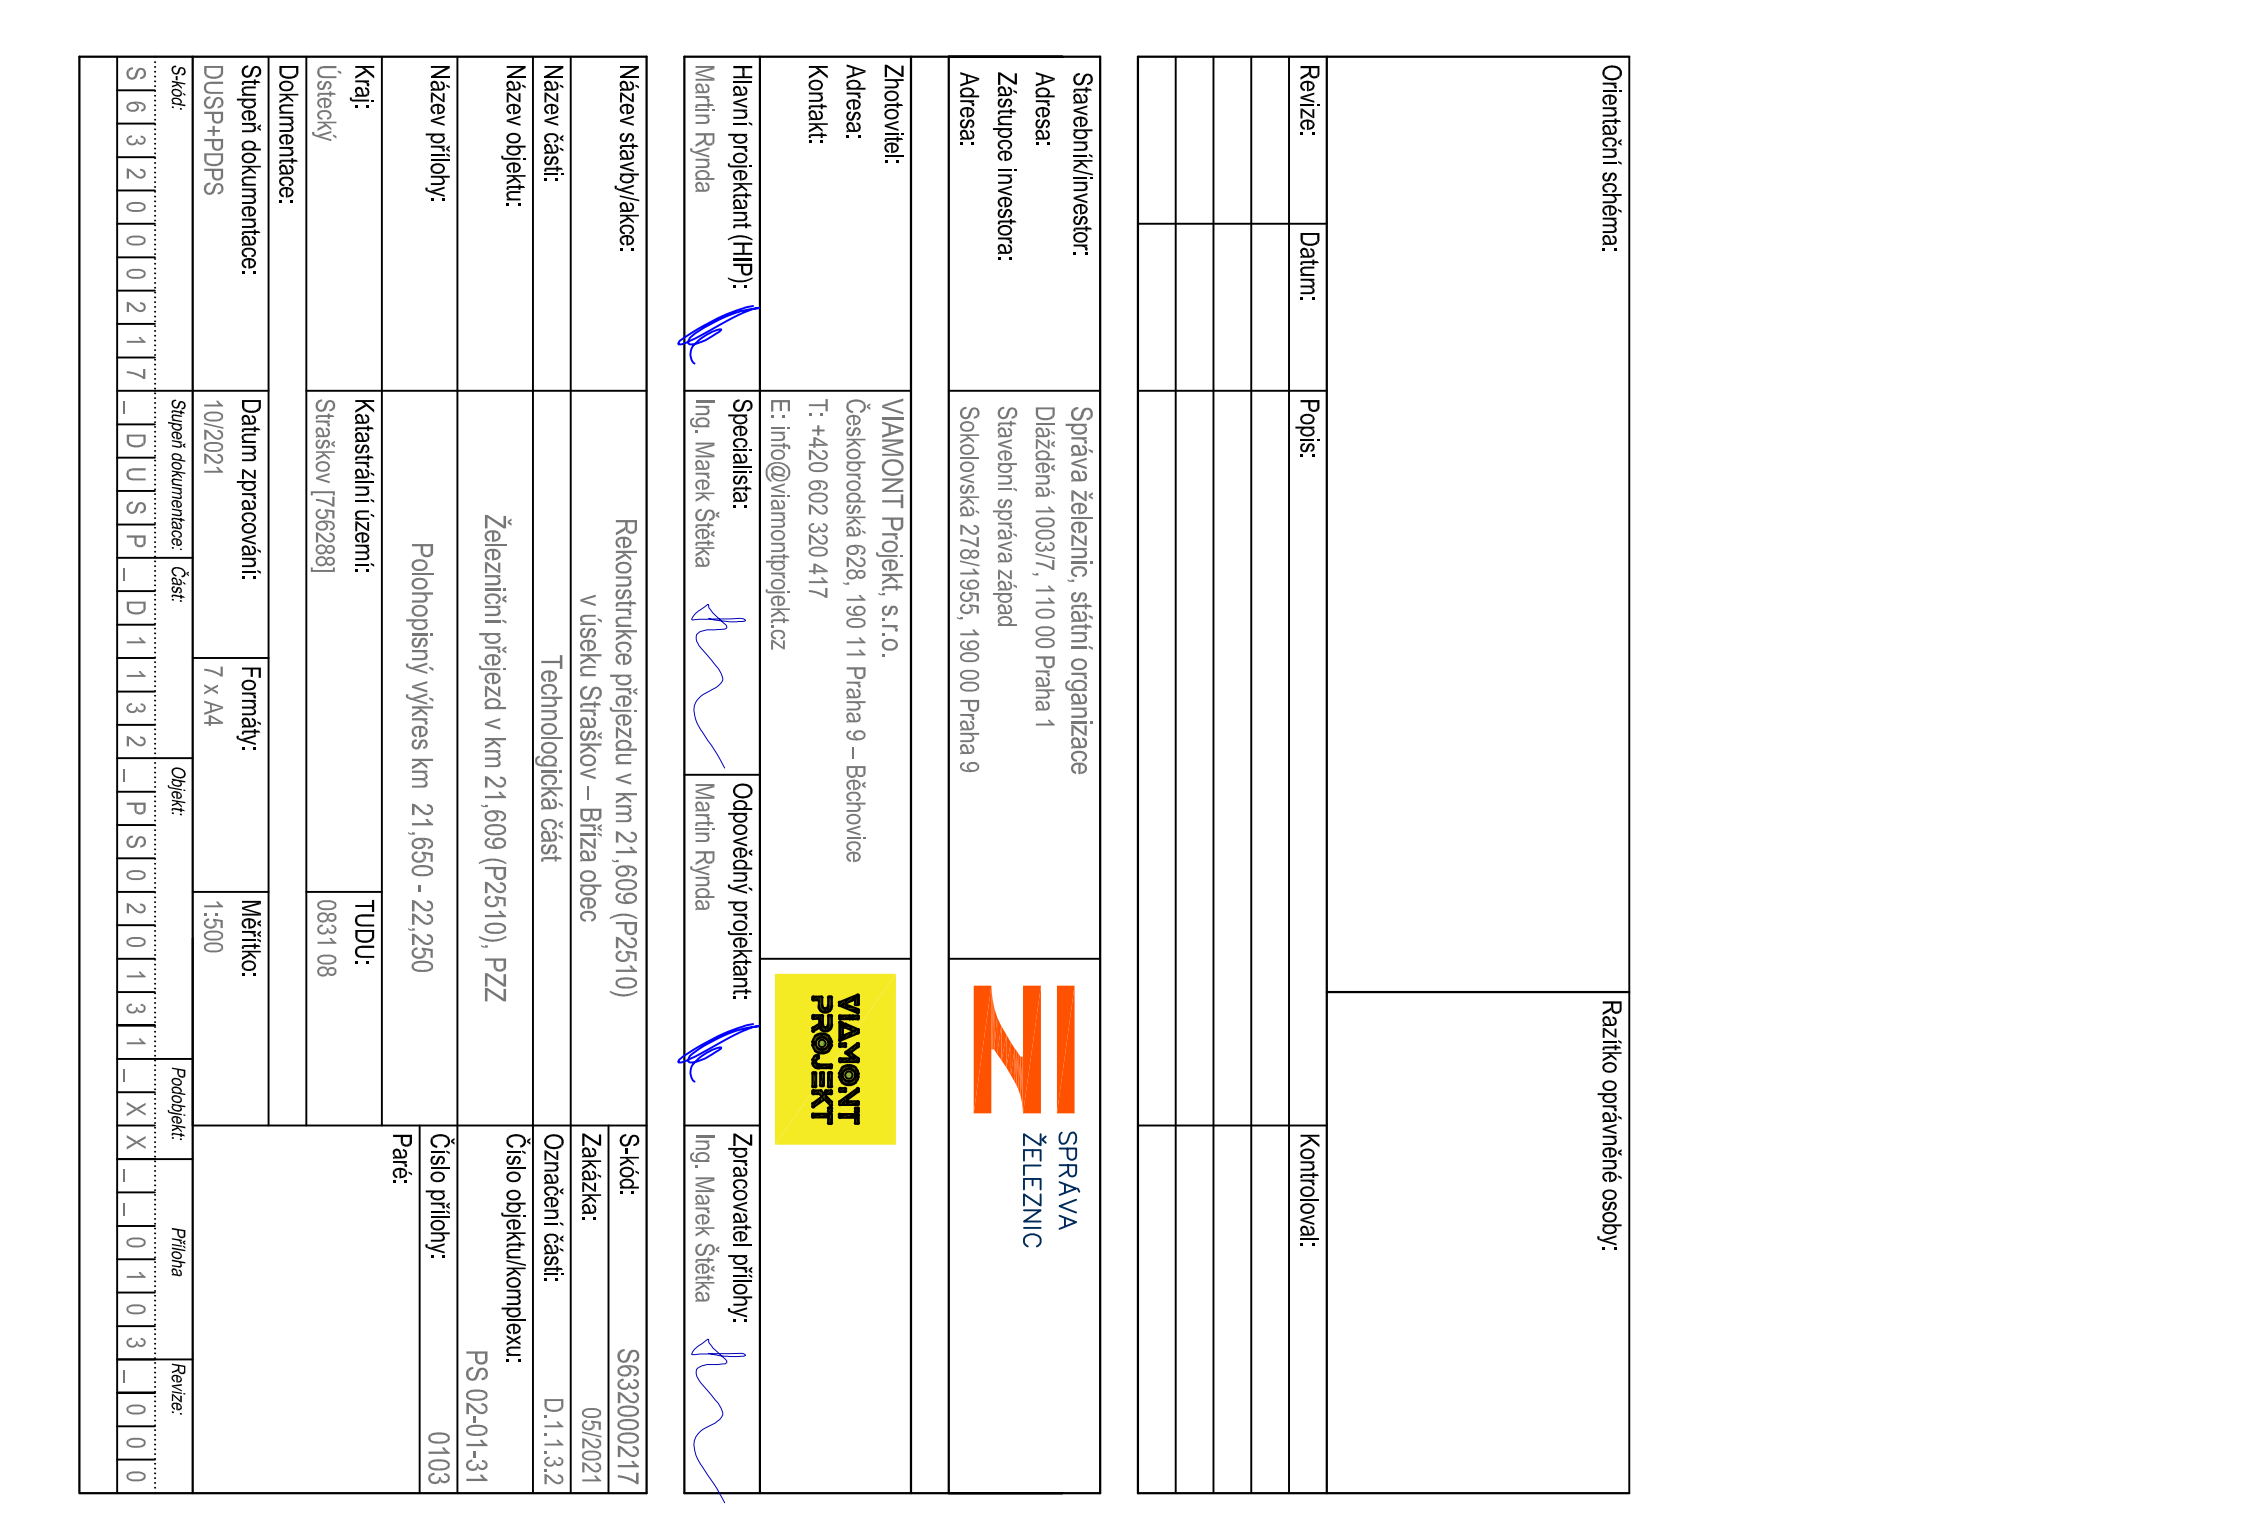 Orientační schéma:
Razítko oprávněné osoby:
Revize:
Datum:
Popis:
Kontroloval:
Stavebník/investor:
Správa železnic, státní organizace
Adresa:
Dlážděná 1003/7, 110 00 Praha 1
Zástupce investora:
Stavební správa západ
Adresa:
Sokolovská 278/1955, 190 00 Praha 9
SPRÁVA
ŽELEZNIC
Zhotovitel:
VIAMONT Projekt, s.r.o.
Adresa:
Českobrodská 628, 190 11 Praha 9 – Běchovice
Kontakt:
T: +420 602 320 417
E: info@viamontprojekt.cz
VIAMONT
PROJEKT
Hlavní projektant (HIP):
Martin Rynda
Specialista:
Ing. Marek Štětka
Odpovědný projektant:
Martin Rynda
Zpracovatel přílohy:
Ing. Marek Štětka
Název stavby/akce:
Rekonstrukce přejezdu v km 21,609 (P2510)
v úseku Straškov – Bříza obec
S-kód:
S632000217
Zakázka:
05/2021
Název části:
Technologická část
Označení části:
D.1.1.3.2
Název objektu:
Železniční přejezd v km 21,609 (P2510), PZZ
Číslo objektu/komplexu:
PS 02-01-31
Název přílohy:
Polohopisný výkres km 21,650 - 22,250
Číslo přílohy:
0103
Paré:
Kraj:
Ústecký
Katastrální území:
Straškov [756288]
TUDU:
0831 08
Dokumentace:
Stupeň dokumentace:
DUSP+PDPS
Datum zpracování:
10/2021
Formáty:
7 x A4
Měřítko:
1:500
S-kód:
Stupeň dokumentace:
Část:
Objekt:
Podobjekt:
Příloha
Revize:
S 6 3 2 0 0 0 2 1 7 _ D U S P _ D 1 1 3 2 _ P S 0 2 0 1 3 1 _ X X _ _ 0 1 0 3 _ 0 0 0